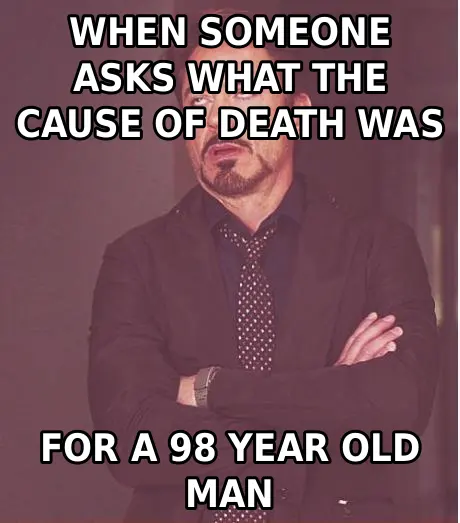 WHEN SOMEONE
ASKS WHAT THE
CAUSE OF DEATH WAS
FOR A 98 YEAR OLD
MAN